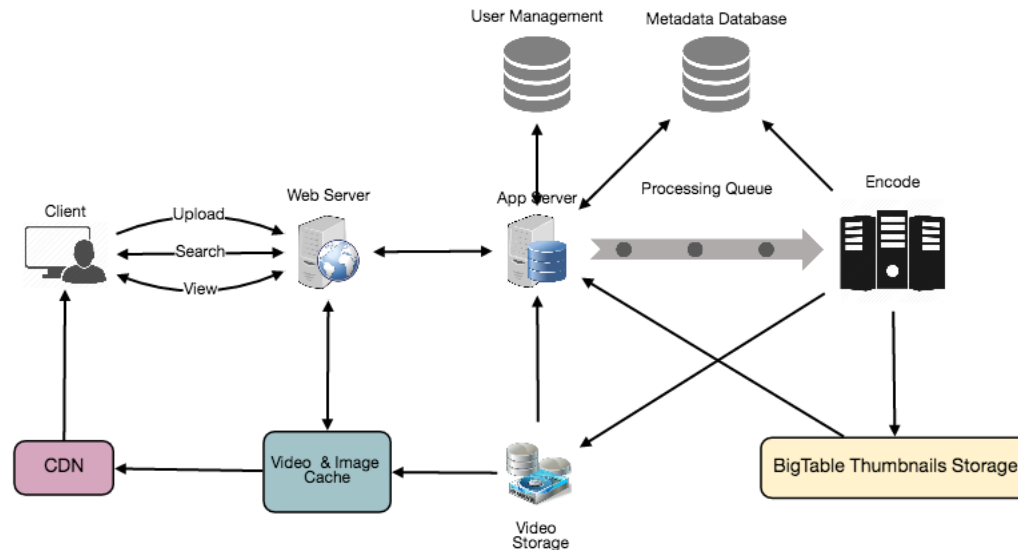 User Management
Metadata Database
Client
Upload
Search
View
Web Server
App Server
Processing Queue
Encode
CDN
Video & Image
Cache
Video
Storage
BigTable Thumbnails Storage